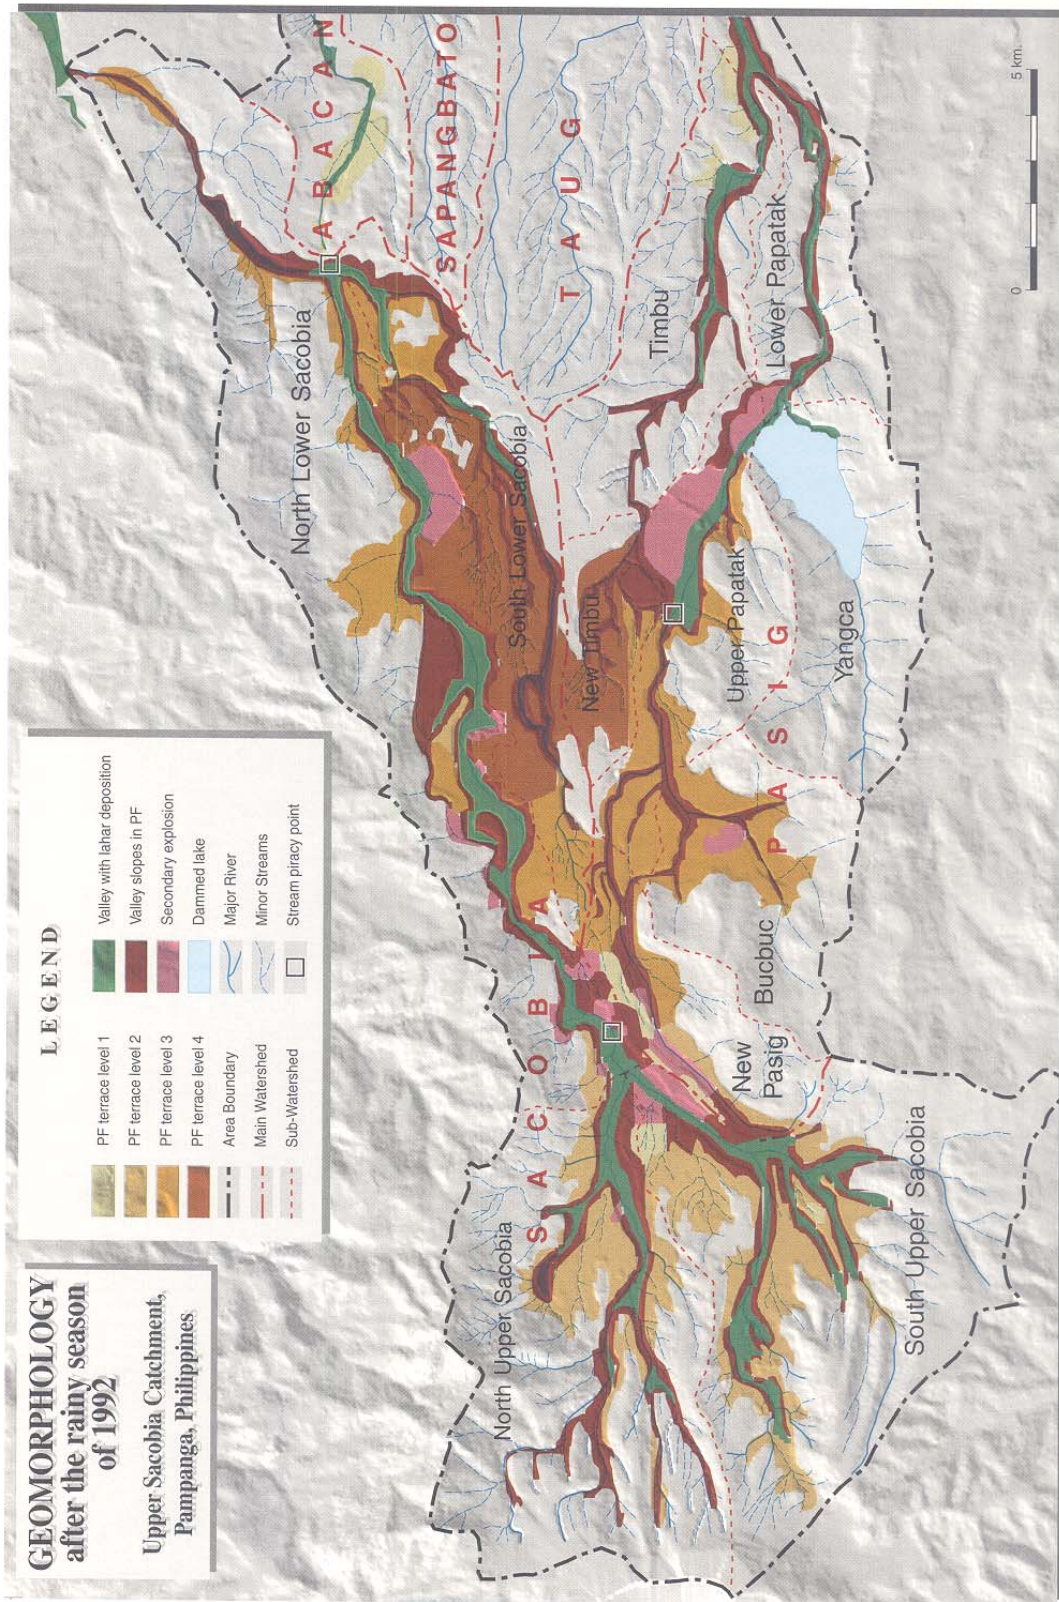 GEOMORPHOLOGY
after the rainy season
of 1992
Upper Sacobia Catchment,
Pampanga, Philippines
LEGEND
PF terrace level 1
PF terrace level 2
PF terrace level 3
PF terrace level 4
Area Boundary
Main Watershed
Sub-Watershed
Valley with lahar deposition
Valley slopes in PF
Secondary explosion
Dammed lake
Major River
Minor Streams
Stream piracy point
North Upper Sacobia
SACOBIA
North Lower Sacobia
ABACAN
SAPANGBATO
TAUG
South Lower Sacobia
New Timbu
Timbu
Upper Papatak
Lower Papatak
PASIG
Yangca
Bucbuc
New
Pasig
South Upper Sacobia
0
5 km.